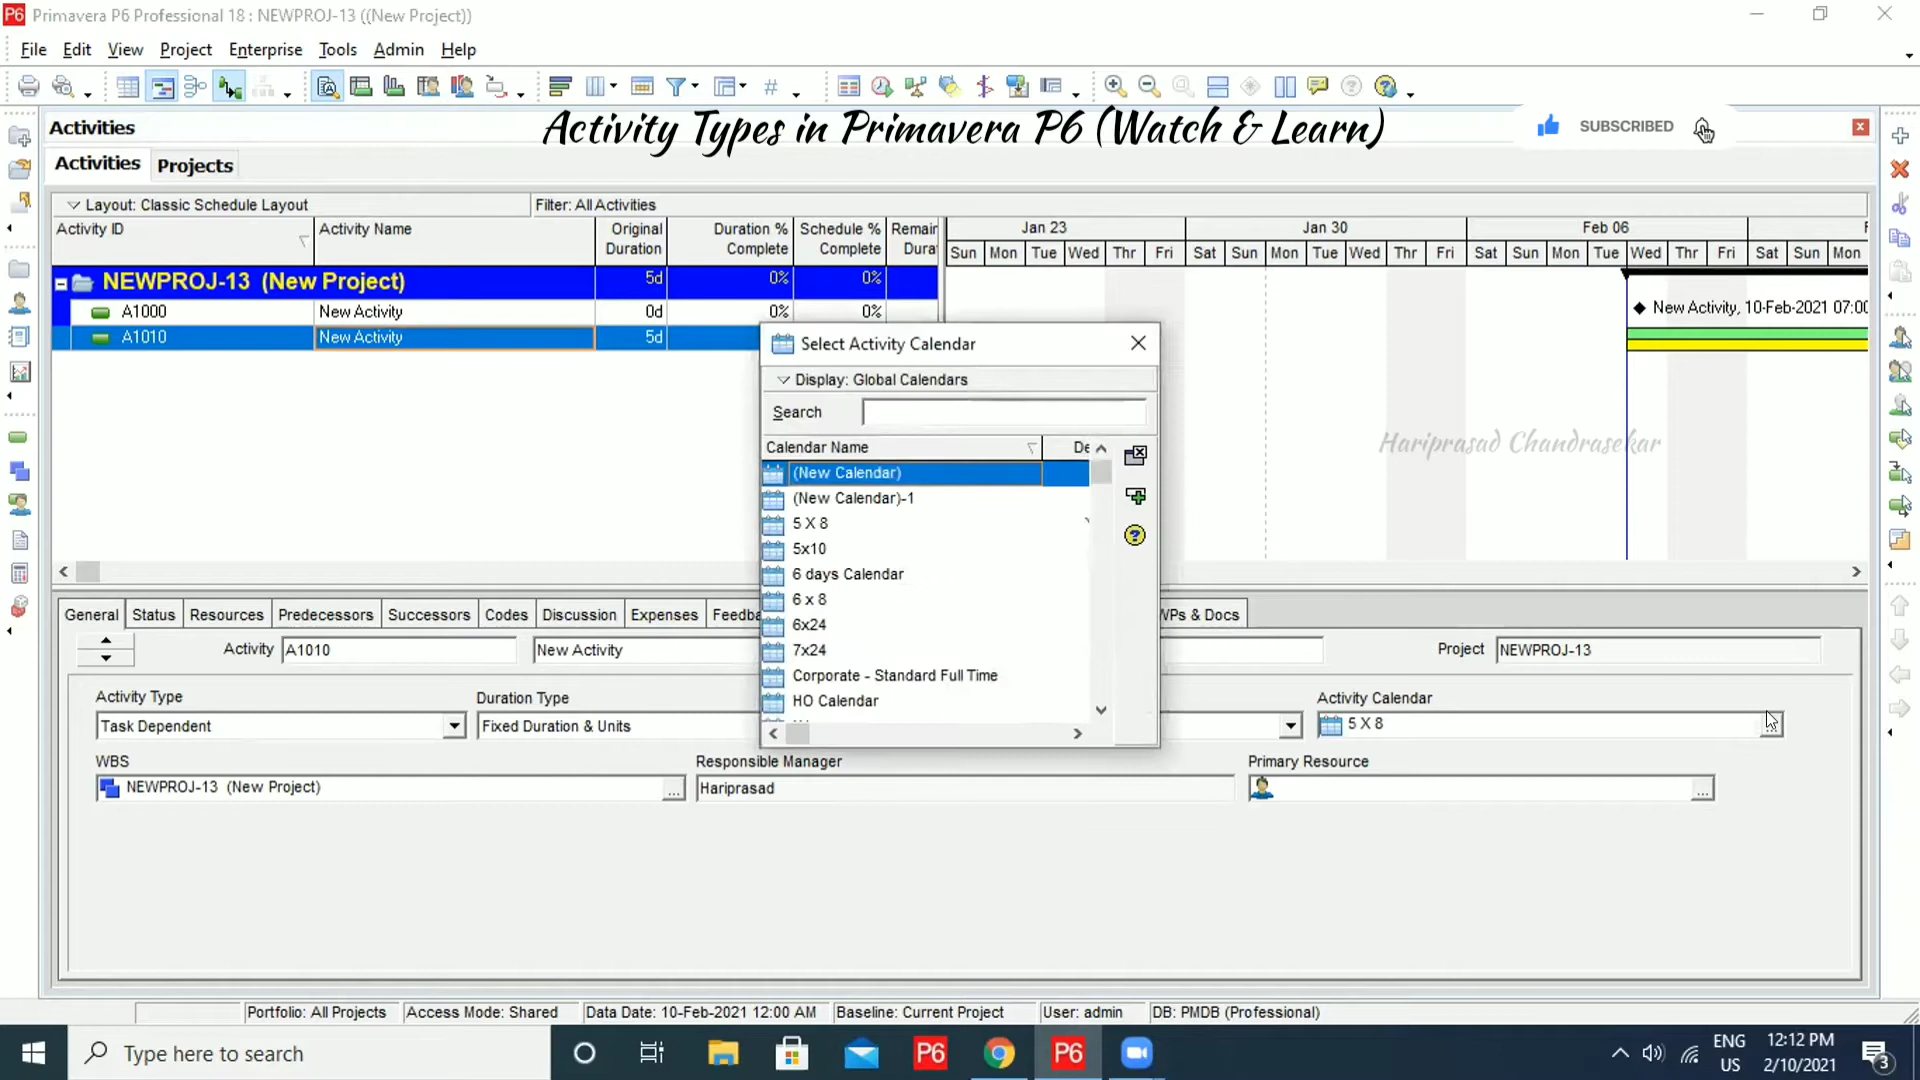 P6 Primavera P6 Professional 18 : NEWPROJ-13 ((New Project))
File Edit View Project Enterprise Tools Admin Help
Activities
Activity Types in Primavera P6 (Watch & Learn)
SUBSCRIBED
Activities Projects
Layout: Classic Schedule Layout Filter: All Activities
Activity ID Activity Name Original Duration Duration % Complete Schedule % Complete
Jan 23 Jan 30 Feb 06
Sun Mon Tue Wed Thr Fri Sat Sun Mon Tue Wed Thr Fri Sat Sun Mon Tue Wed Thr Fri Sat Sun Mon
NEWPROJ-13 (New Project) 5d 0% 0%
A1000 New Activity 0d 0% 0%
New Activity, 10-Feb-2021 07:00
A1010 New Activity 5d
Select Activity Calendar
Display: Global Calendars
Search
Calendar Name
(New Calendar)
(New Calendar)-1
5 X 8
5x10
6 days Calendar
6 x 8
6x24
7x24
Corporate - Standard Full Time
HO Calendar
Hariprasad Chandrasekar
General Status Resources Predecessors Successors Codes Discussion Expenses WPs & Docs
Activity A1010 New Activity Project NEWPROJ-13
Activity Type Duration Type Activity Calendar
Task Dependent Fixed Duration & Units 5 X 8
WBS Responsible Manager Primary Resource
NEWPROJ-13 (New Project) ... Hariprasad ...
Portfolio: All Projects Access Mode: Shared Data Date: 10-Feb-2021 12:00 AM Baseline: Current Project User: admin DB: PMDB (Professional)
Type here to search P6 P6 ENG US 12:12 PM 2/10/2021 3